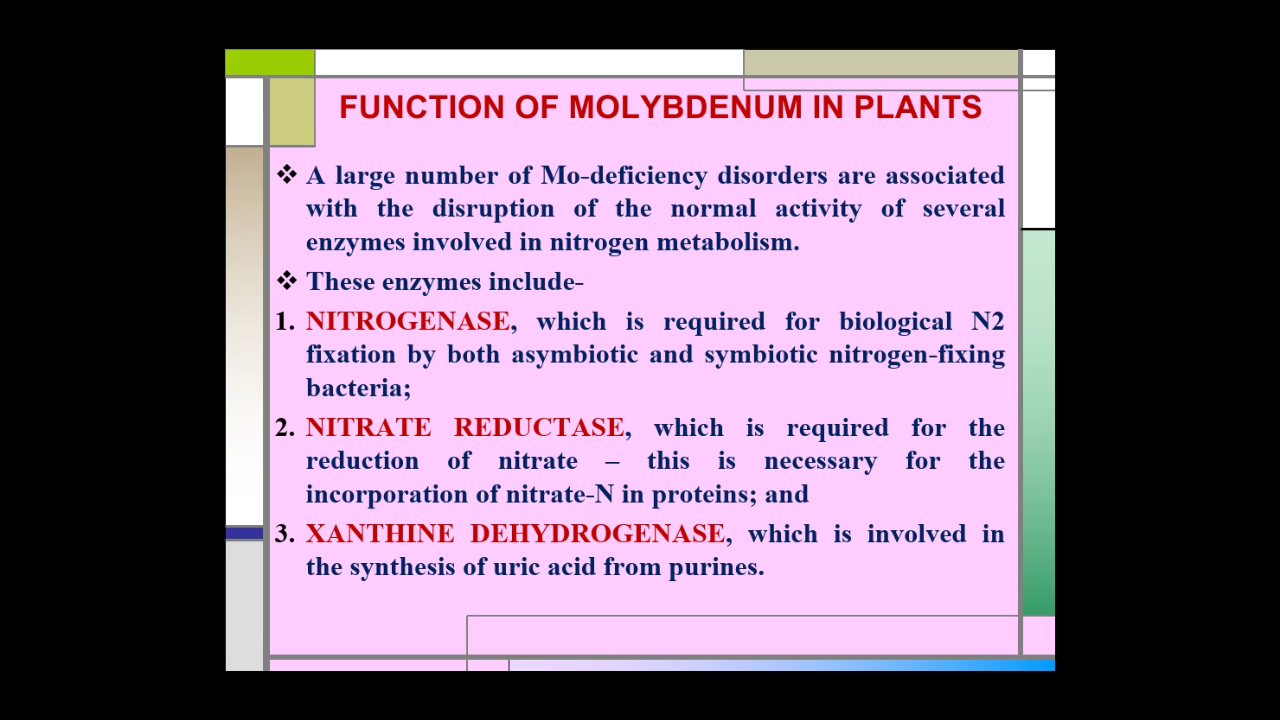 FUNCTION OF MOLYBDENUM IN PLANTS
❖ A large number of Mo-deficiency disorders are associated
with the disruption of the normal activity of several
enzymes involved in nitrogen metabolism.
❖ These enzymes include-
1. NITROGENASE, which is required for biological N2
fixation by both asymbiotic and symbiotic nitrogen-fixing
bacteria;
2. NITRATE REDUCTASE, which is required for the
reduction of nitrate – this is necessary for the
incorporation of nitrate-N in proteins; and
3. XANTHINE DEHYDROGENASE, which is involved in
the synthesis of uric acid from purines.